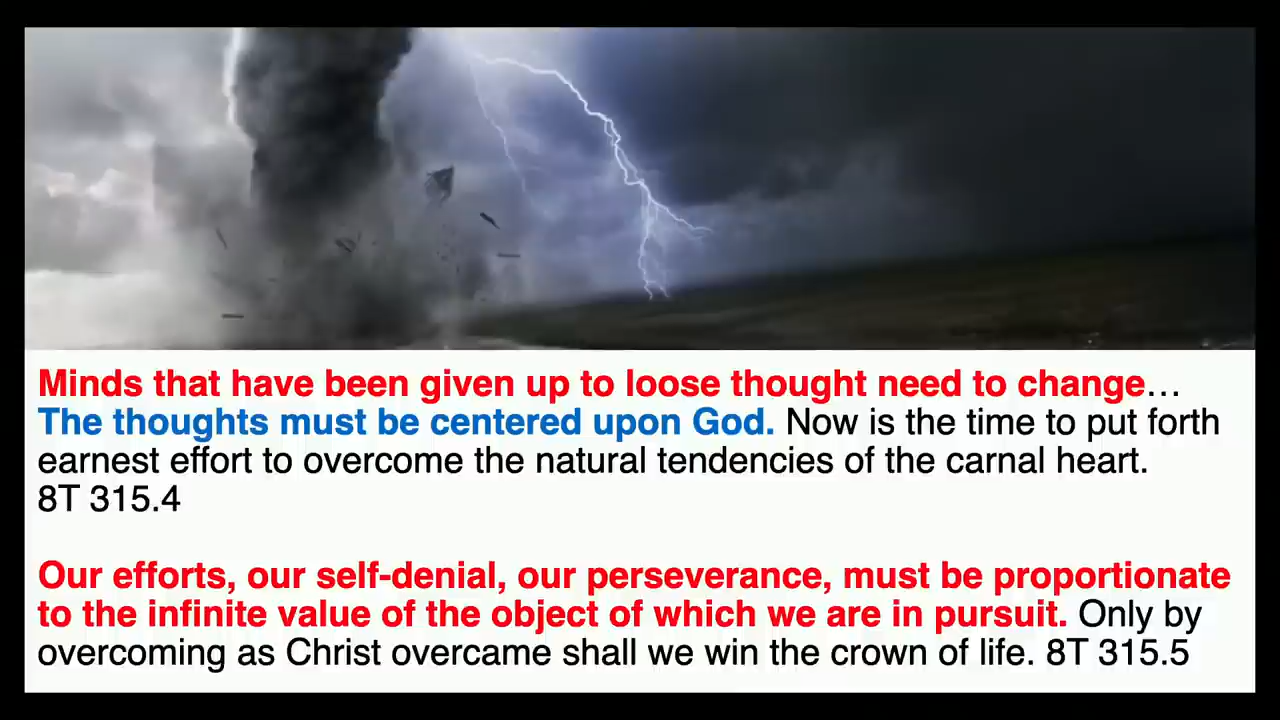 Minds that have been given up to loose thought need to change…
The thoughts must be centered upon God. Now is the time to put forth
earnest effort to overcome the natural tendencies of the carnal heart.
8T 315.4
Our efforts, our self-denial, our perseverance, must be proportionate
to the infinite value of the object of which we are in pursuit. Only by
overcoming as Christ overcame shall we win the crown of life. 8T 315.5